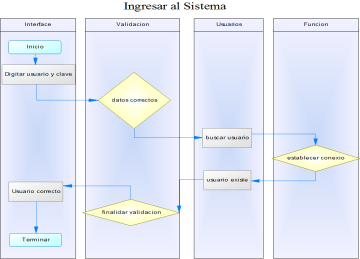 Ingresar al Sistema
Interface
Validacion
Usuarios
Funcion
Inicio
Digitar usuario y clave
datos correctos
buscar usuario
establecer conexio
usuario existe
Usuario correcto
finalidar validacion
Terminar